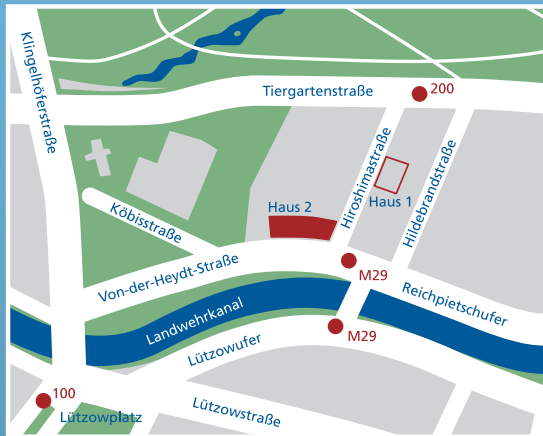 Klingelhöferstraße
Tiergartenstraße
200
Hiroshimastraße
Hildebrandstraße
Haus 1
Haus 2
Köbisstraße
Von-der-Heydt-Straße
M29
Reichpietschufer
Landwehrkanal
M29
Lützowufer
100
Lützowplatz
Lützowstraße